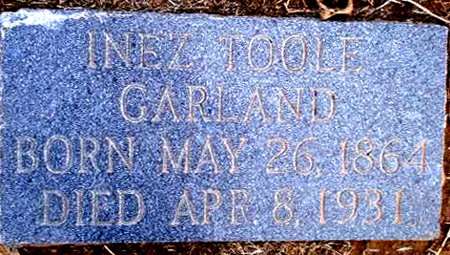 INEZ TOOLE
GARLAND
BORN MAY 26, 1864
DIED APR. 8, 1931